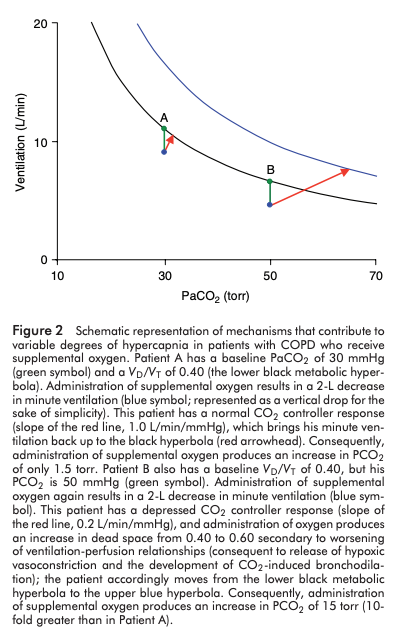 20
10
0
Ventilation (L/min)
A
B
10
30
50
70
PaCO2 (torr)
Figure 2 Schematic representation of mechanisms that contribute to
variable degrees of hypercapnia in patients with COPD who receive
supplemental oxygen. Patient A has a baseline PaCO2 of 30 mmHg
(green symbol) and a VD/VT of 0.40 (the lower black metabolic hyper-
bola). Administration of supplemental oxygen results in a 2-L decrease
in minute ventilation (blue symbol; represented as a vertical drop for the
sake of simplicity). This patient has a normal CO2 controller response
(slope of the red line, 1.0 L/min/mmHg), which brings his minute ven-
tilation back up to the black hyperbola (red arrowhead). Consequently,
administration of supplemental oxygen produces an increase in PCO2
of only 1.5 torr. Patient B also has a baseline VD/VT of 0.40, but his
PCO2 is 50 mmHg (green symbol). Administration of supplemental
oxygen again results in a 2-L decrease in minute ventilation (blue sym-
bol). This patient has a depressed CO2 controller response (slope of
the red line, 0.2 L/min/mmHg), and administration of oxygen produces
an increase in dead space from 0.40 to 0.60 secondary to worsening
of ventilation-perfusion relationships (consequent to release of hypoxic
vasoconstriction and the development of CO2-induced bronchodila-
tion); the patient accordingly moves from the lower black metabolic
hyperbola to the upper blue hyperbola. Consequently, administration
of supplemental oxygen produces an increase in PCO2 of 15 torr (10-
fold greater than in Patient A).